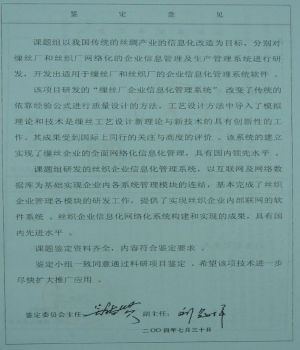 鉴定意见
课题组以我国传统的丝绸产业的信息化改造为目标，分别对
缫丝厂和丝织厂网络化的企业信息管理及生产管理系统进行研
发，开发出适用于缫丝和丝织厂的企业信息化管理系统软件。
该项目研发的“缫丝厂企业信息化管理系统”改变了传统的
依靠经验公式进行质量设计的方法，工艺设计方法中导入了模拟
理论和技术是缫丝工艺设计新理论与新技术的具有创新性的工
作，其成果受到国际上同行的关注与高度的评价。该系统的建立
实现了缫丝企业的全面网络化信息化管理，具有国内领先水平。
课题组研发的丝织企业信息化管理系统，以互联网及网络数
据库为基础实现企业内各系统管理模块的连结，基本完成了丝织
企业管理各模块的研发工作，提供了实现丝织企业内部联网的软
件系统。丝织企业信息化网络化系统构建和实现的成果，具有国
内先进水平。
课题鉴定资料齐全，内容符合鉴定要求。
鉴定小组一致同意通过科研项目鉴定。希望该项技术进一步
尽快扩大推广应用。
鉴定委员会主任： 副主任：
二00四年七月三十日